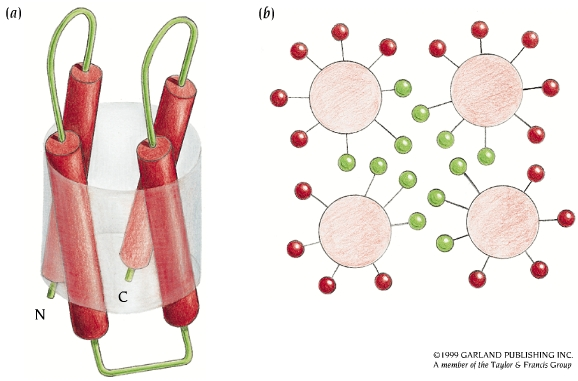 (a)
(b)
N
C
©1999 GARLAND PUBLISHING INC.
A member of the Taylor & Francis Group